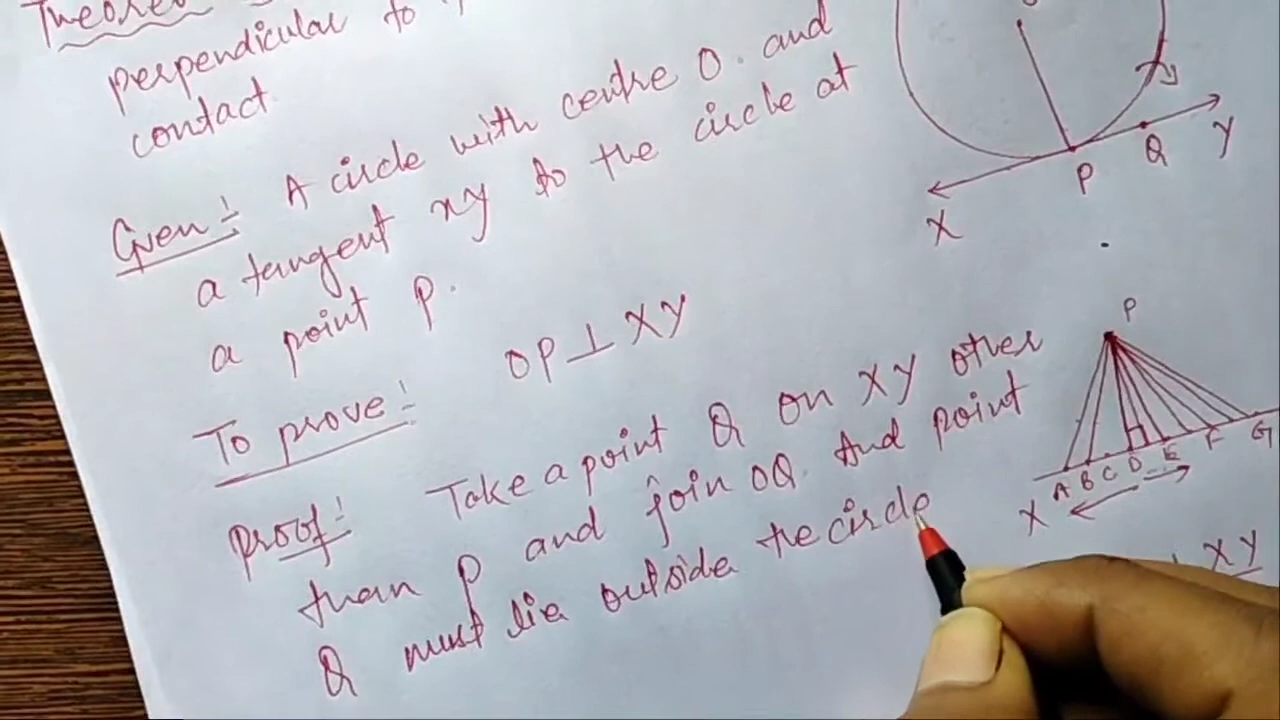 Theorem
perpendicular to
contact.
Given:- A circle with centre O. and
a tangent xy to the circle at
a point P.
To prove:- OP ⊥ XY
Proof:- Take a point Q on XY other
than P and join OQ. And point
Q must lie outside the circle
P Q Y
X
P
A B C D E F G
X
XY